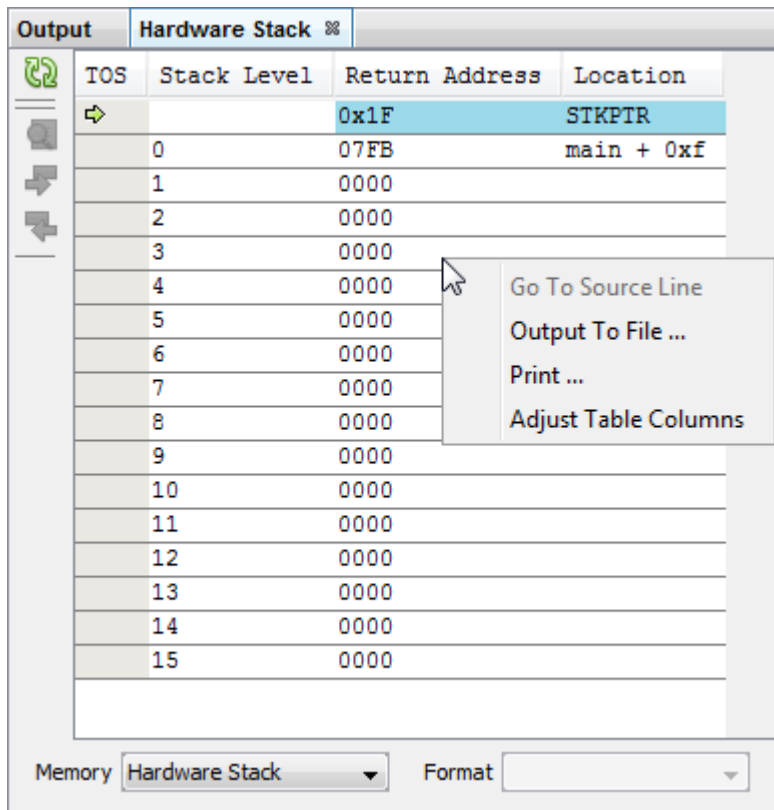 Output Hardware Stack
TOS Stack Level Return Address Location
0x1F STKPTR
0 07FB main + 0xf
1 0000
2 0000
3 0000
4 0000
5 0000
6 0000
7 0000
8 0000
9 0000
10 0000
11 0000
12 0000
13 0000
14 0000
15 0000
Go To Source Line
Output To File ...
Print ...
Adjust Table Columns
Memory Hardware Stack Format